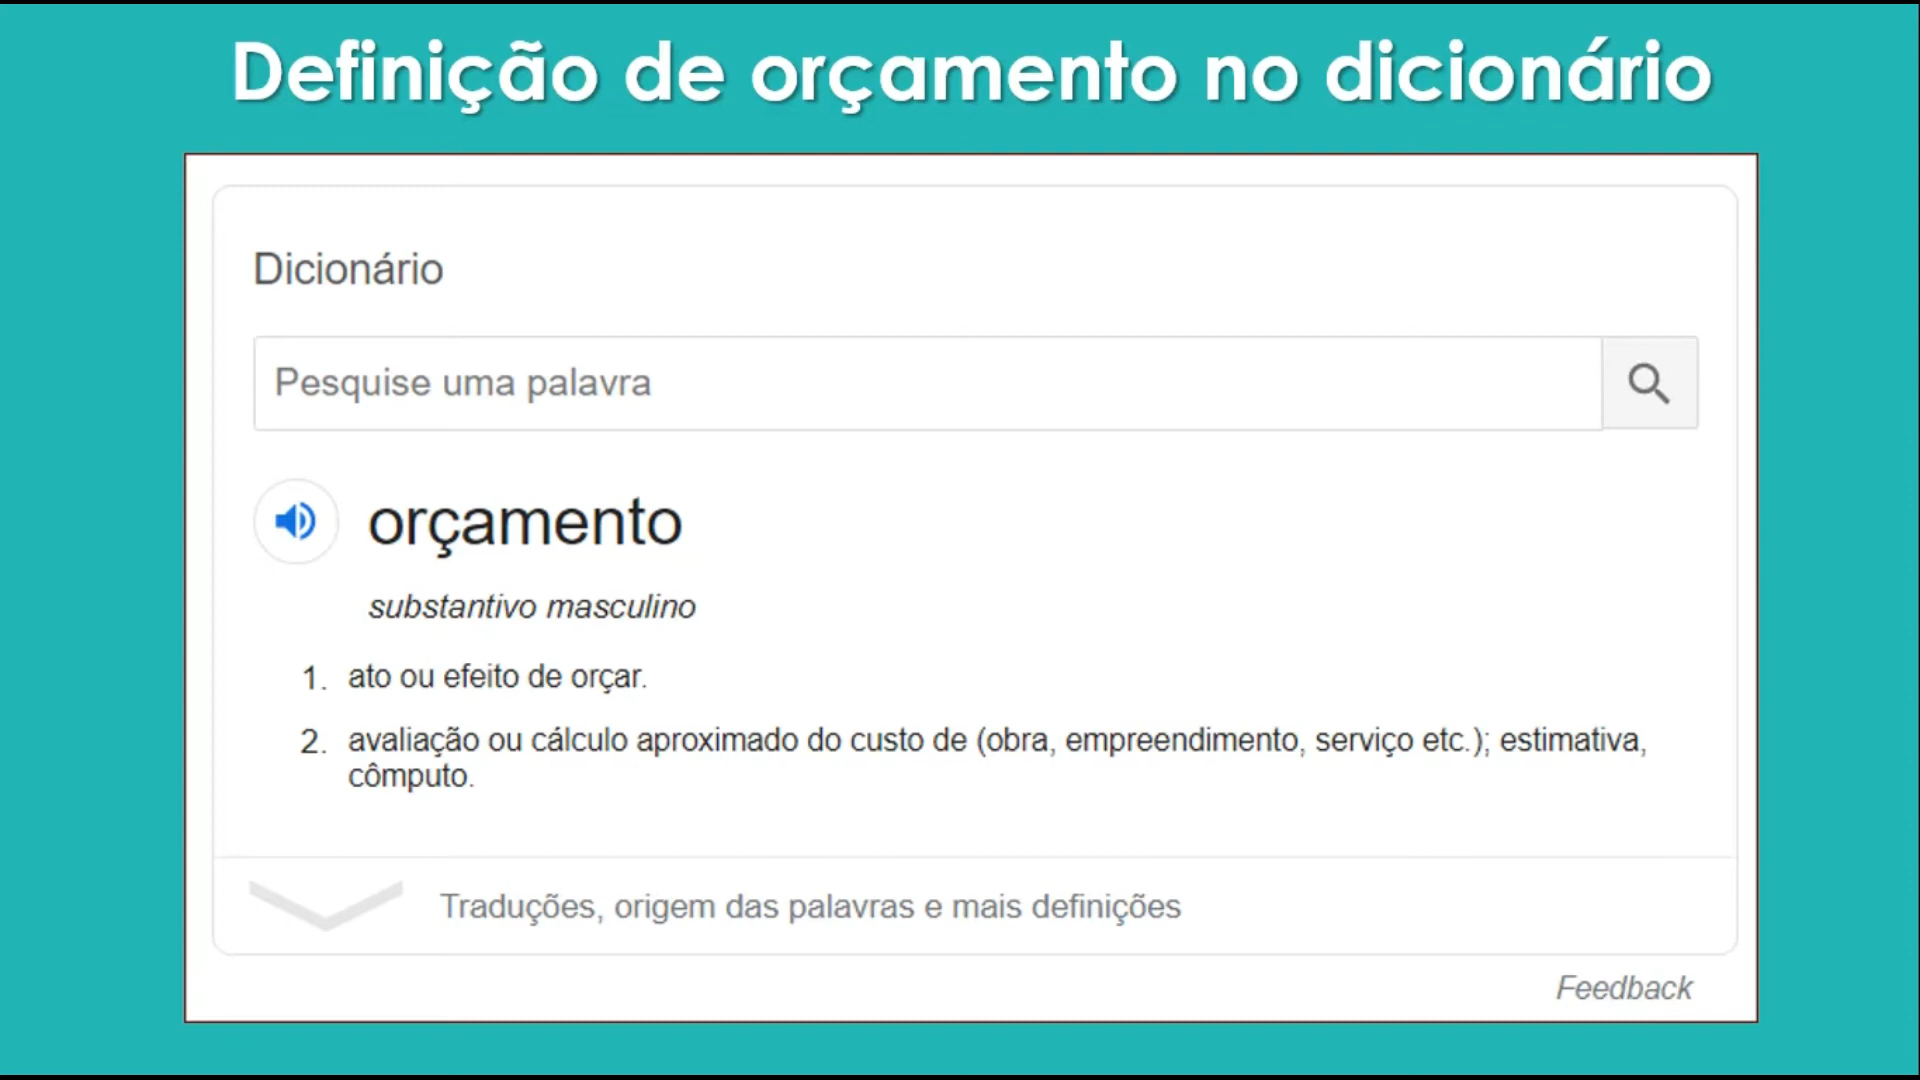 Definição de orçamento no dicionário
Dicionário
Pesquise uma palavra
orçamento
substantivo masculino
1. ato ou efeito de orçar.
2. avaliação ou cálculo aproximado do custo de (obra, empreendimento, serviço etc.); estimativa,
cômputo.
Traduções, origem das palavras e mais definições
Feedback